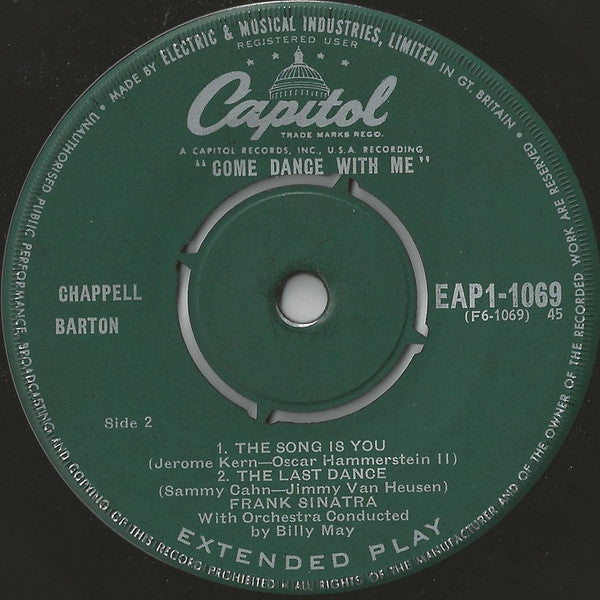 • MADE BY ELECTRIC & MUSICAL INDUSTRIES, LIMITED IN GT. BRITAIN • THE MANUFACTURER AND OF THE OWNER OF THE RECORDED WORK ARE RESERVED.
UNAUTHORISED PUBLIC PERFORMANCE, BROADCASTING AND COPYING OF THIS RECORD PROHIBITED • ALL RIGHTS OF
REGISTERED USER
Capitol
TRADE MARKS REGD.
A CAPITOL RECORDS, INC., U.S.A. RECORDING
"COME DANCE WITH ME"
CHAPPELL
BARTON
EAP1-1069
(F6-1069) 45
Side 2
1. THE SONG IS YOU
(Jerome Kern—Oscar Hammerstein II)
2. THE LAST DANCE
(Sammy Cahn—Jimmy Van Heusen)
FRANK SINATRA
With Orchestra Conducted
by Billy May
EXTENDED PLAY